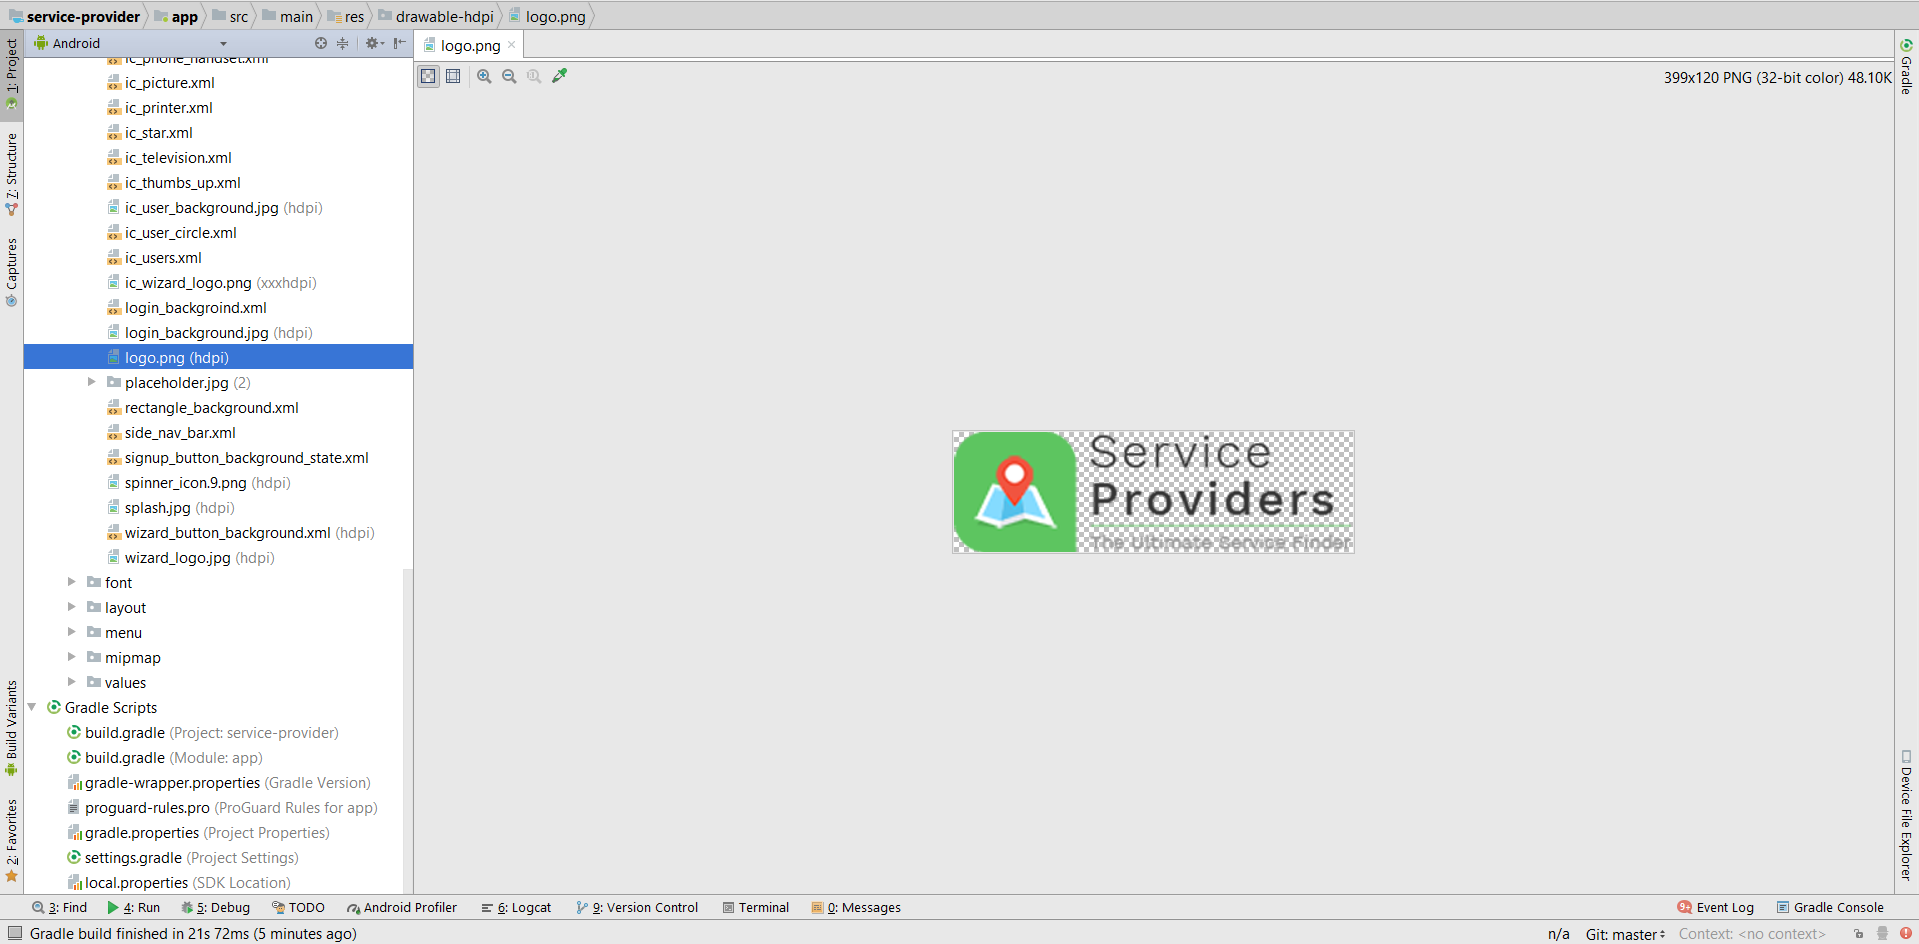 service-provider app src main res drawable-hdpi logo.png
1: Project
7: Structure
Captures
Build Variants
2: Favorites
Android
ic_phone_handset.xml
ic_picture.xml
ic_printer.xml
ic_star.xml
ic_television.xml
ic_thumbs_up.xml
ic_user_background.jpg (hdpi)
ic_user_circle.xml
ic_users.xml
ic_wizard_logo.png (xxxhdpi)
login_backgroind.xml
login_background.jpg (hdpi)
logo.png (hdpi)
placeholder.jpg (2)
rectangle_background.xml
side_nav_bar.xml
signup_button_background_state.xml
spinner_icon.9.png (hdpi)
splash.jpg (hdpi)
wizard_button_background.xml (hdpi)
wizard_logo.jpg (hdpi)
font
layout
menu
mipmap
values
Gradle Scripts
build.gradle (Project: service-provider)
build.gradle (Module: app)
gradle-wrapper.properties (Gradle Version)
proguard-rules.pro (ProGuard Rules for app)
gradle.properties (Project Properties)
settings.gradle (Project Settings)
local.properties (SDK Location)
logo.png
399x120 PNG (32-bit color) 48.10K
Service
Providers
The Ultimate Service Finder
Gradle
Device File Explorer
3: Find 4: Run 5: Debug TODO Android Profiler 6: Logcat 9: Version Control Terminal 0: Messages 9+ Event Log Gradle Console
Gradle build finished in 21s 72ms (5 minutes ago) n/a Git: master Context: <no context>